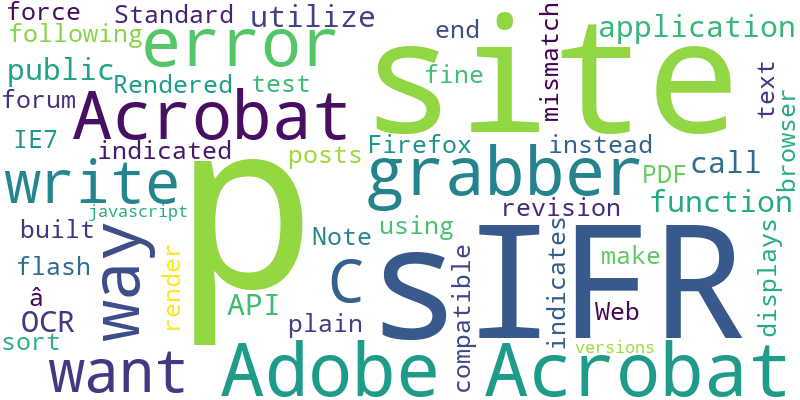 force Standard utilize end site application
following error mismatch
public Rendered test fine text
forum Acrobat browser
IE7 indicated posts Firefox instead
write p grabber PDF call
javascript revision function
built way Note using
flash render C sIFR make displays
â API compatible indicates Web
OCR plain
sort versions
want Adobe Acrobat